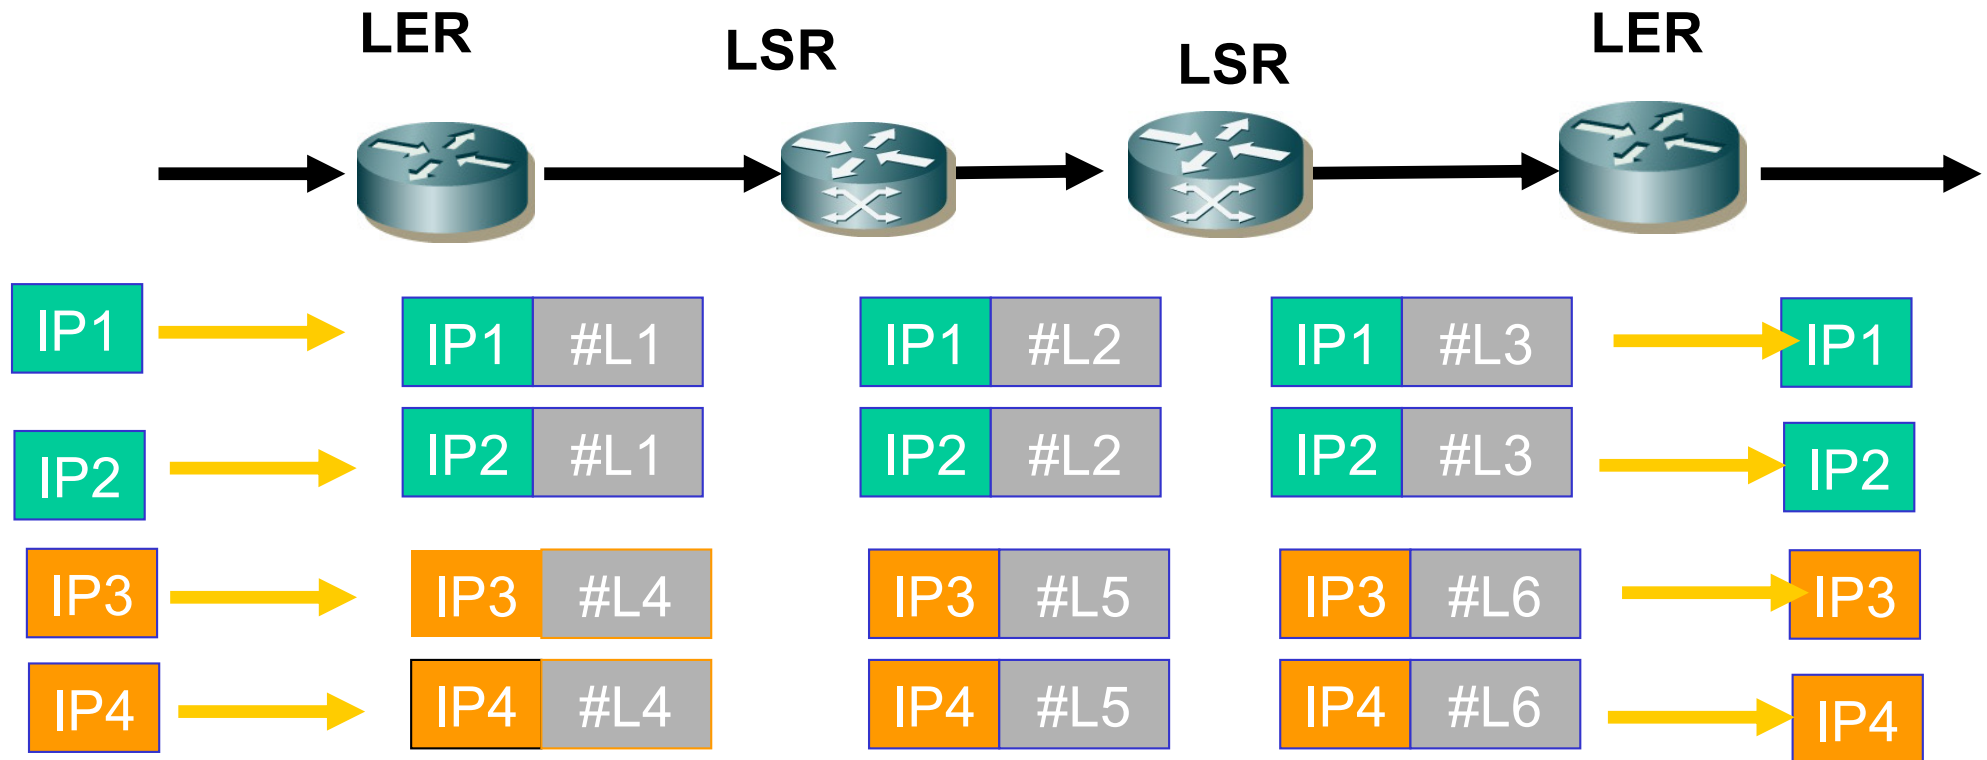 LER LSR LSR LER
IP1 IP1 #L1 IP1 #L2 IP1 #L3 IP1
IP2 IP2 #L1 IP2 #L2 IP2 #L3 IP2
IP3 IP3 #L4 IP3 #L5 IP3 #L6 IP3
IP4 IP4 #L4 IP4 #L5 IP4 #L6 IP4